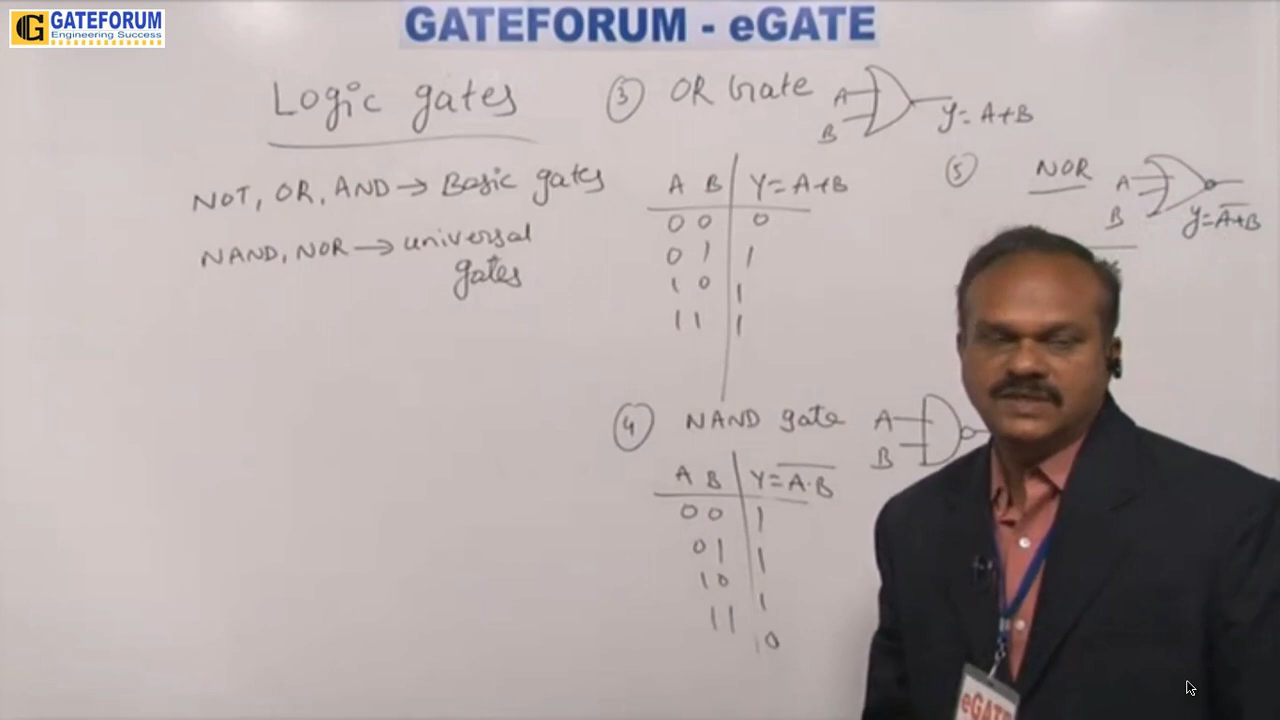 GATEFORUM
Engineering Success
GATEFORUM - eGATE
Logic gates
NOT, OR, AND → Basic gates
NAND, NOR → universal
gates
③ OR Gate
A
B
y = A+B
A B | Y = A+B
0 0 | 0
0 1 | 1
1 0 | 1
1 1 | 1
④ NAND gate
A
B
A B | Y = \overline{A·B}
0 0 | 1
0 1 | 1
1 0 | 1
1 1 | 0
⑤ NOR
A
B
y = \overline{A+B}
eGATE